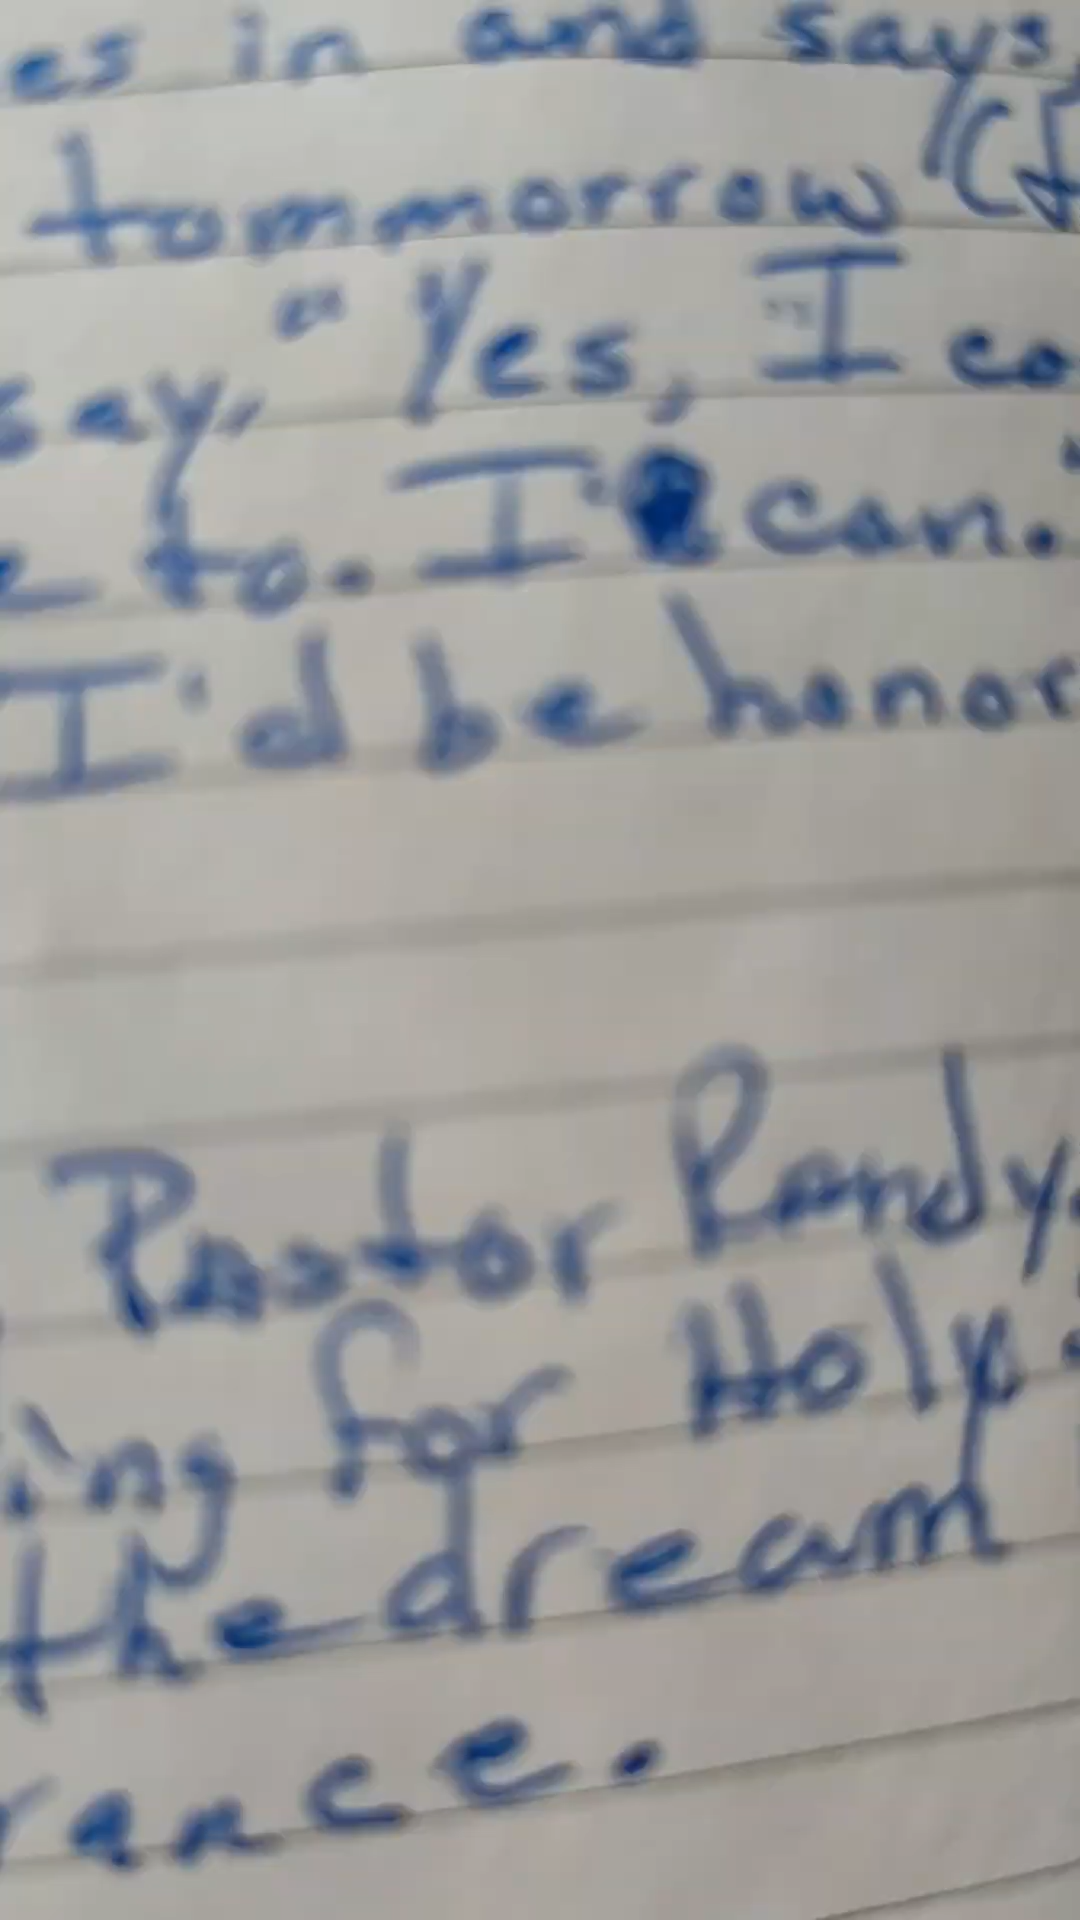 es in and says,
tommorrow" (I
say, "Yes, I co
e to. I can."
I'd be honor
Pastor Randy.
ing for Holy
the dream
rance.